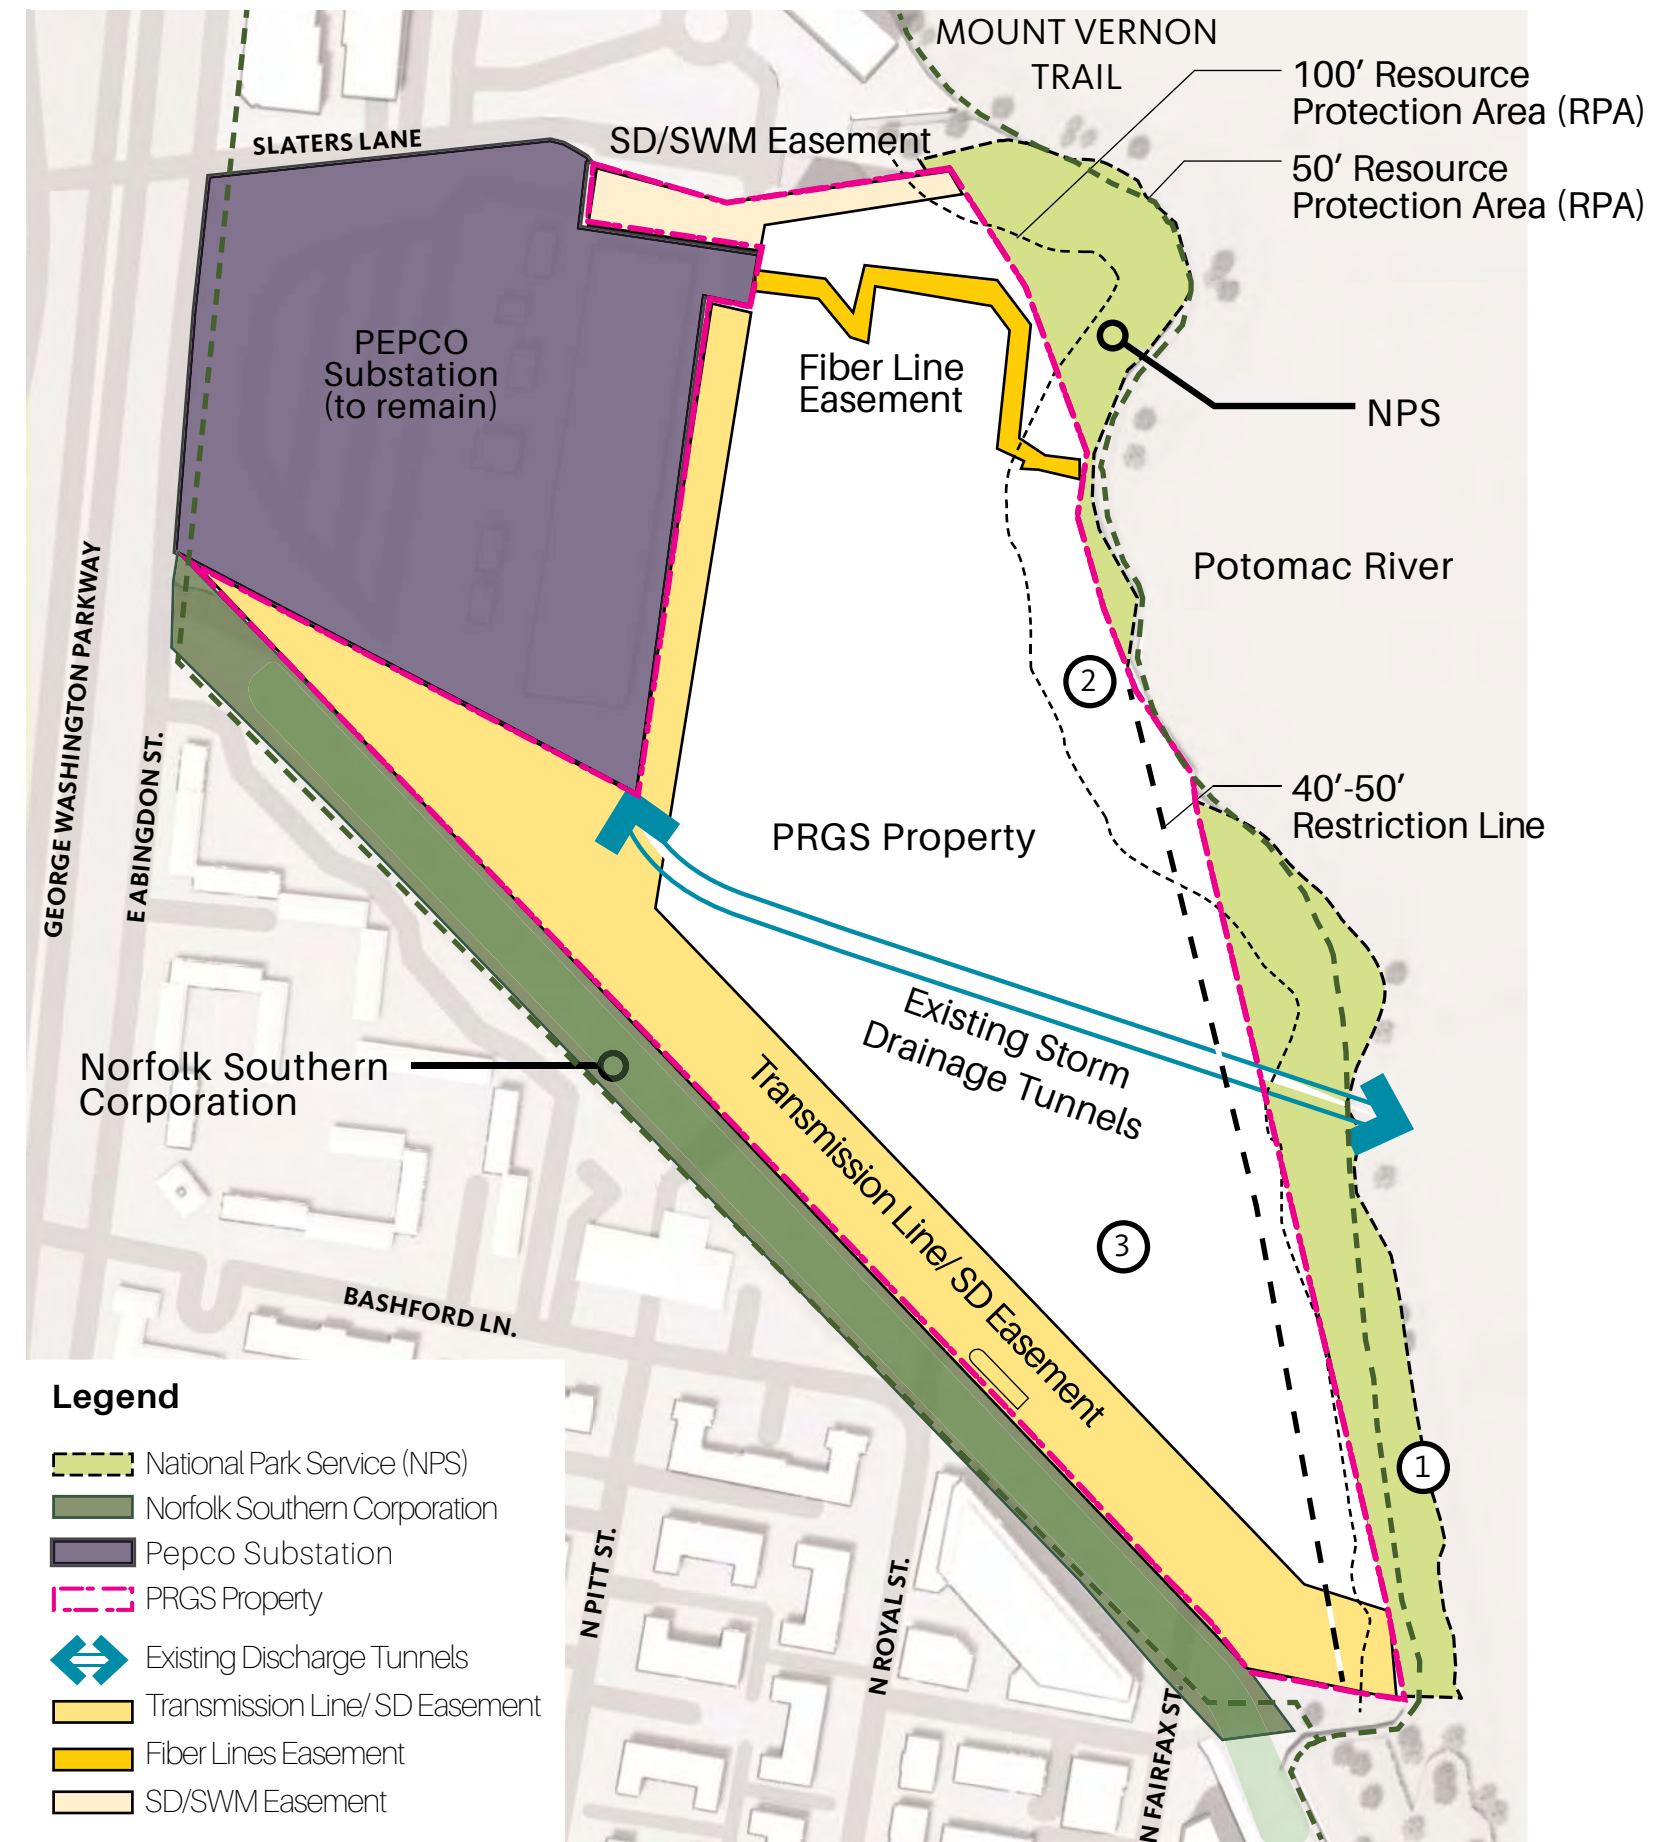 MOUNT VERNON
TRAIL
100’ Resource
Protection Area (RPA)
50’ Resource
Protection Area (RPA)
SLATERS LANE
SD/SWM Easement
PEPCO
Substation
(to remain)
Fiber Line
Easement
NPS
Potomac River
GEORGE WASHINGTON PARKWAY
E ABINGDON ST.
2
40’-50’
Restriction Line
PRGS Property
Existing Storm
Drainage Tunnels
Norfolk Southern
Corporation
Transmission Line/ SD Easement
3
BASHFORD LN.
1
N PITT ST.
N ROYAL ST.
N FAIRFAX ST.
Legend
National Park Service (NPS)
Norfolk Southern Corporation
Pepco Substation
PRGS Property
Existing Discharge Tunnels
Transmission Line/ SD Easement
Fiber Lines Easement
SD/SWM Easement